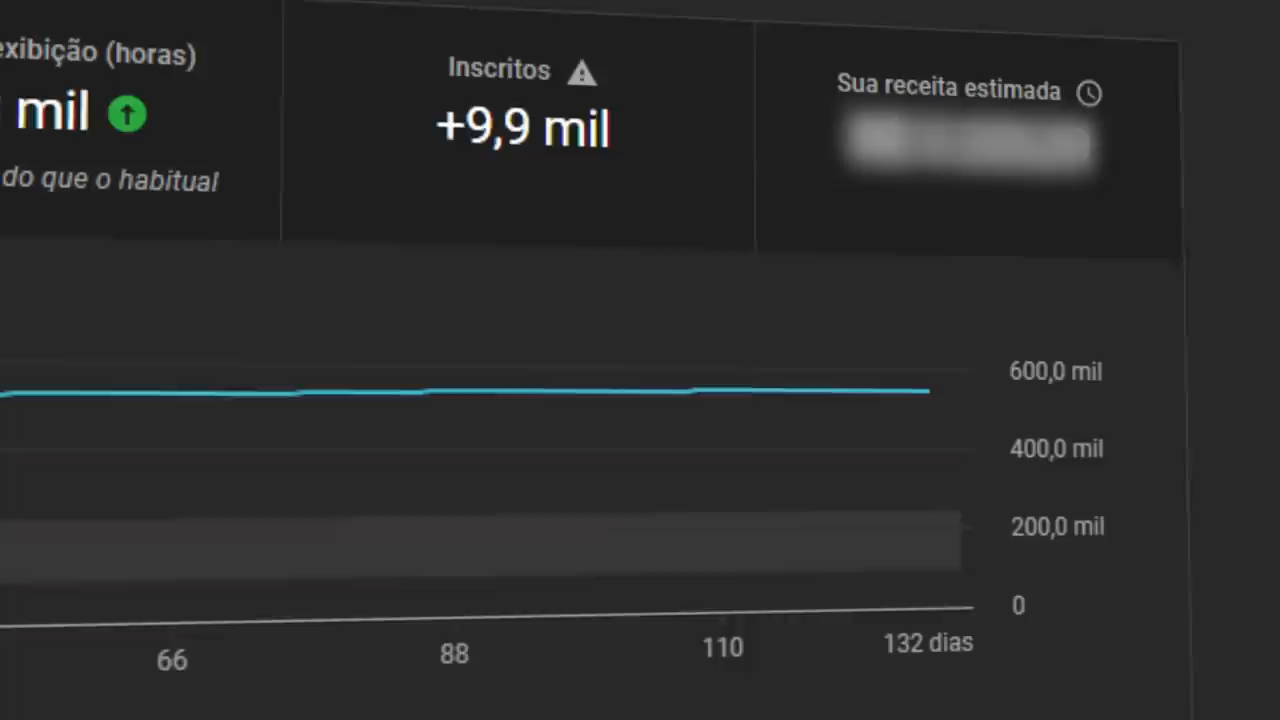 exibição (horas)
mil
do que o habitual
Inscritos
+9,9 mil
Sua receita estimada
600,0 mil
400,0 mil
200,0 mil
0
66
88
110
132 dias